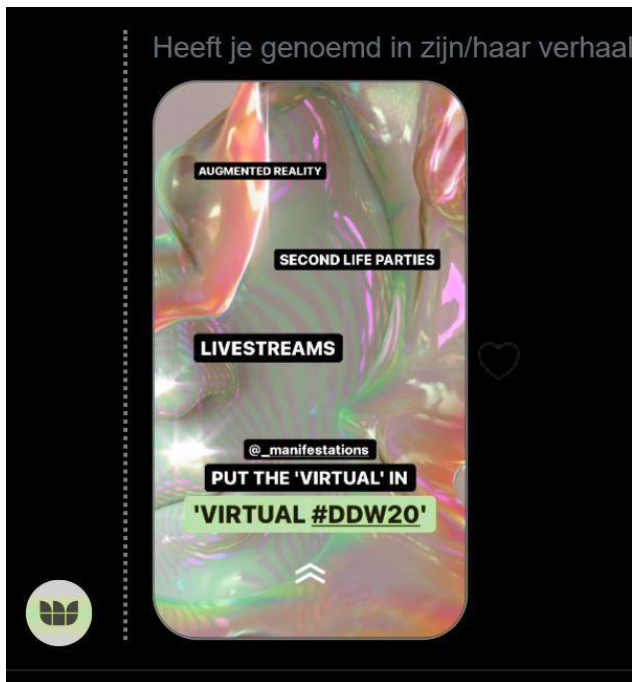 Heeft je genoemd in zijn/haar verhaal
AUGMENTED REALITY
SECOND LIFE PARTIES
LIVESTREAMS
@_manifestations
PUT THE 'VIRTUAL' IN
'VIRTUAL #DDW20'